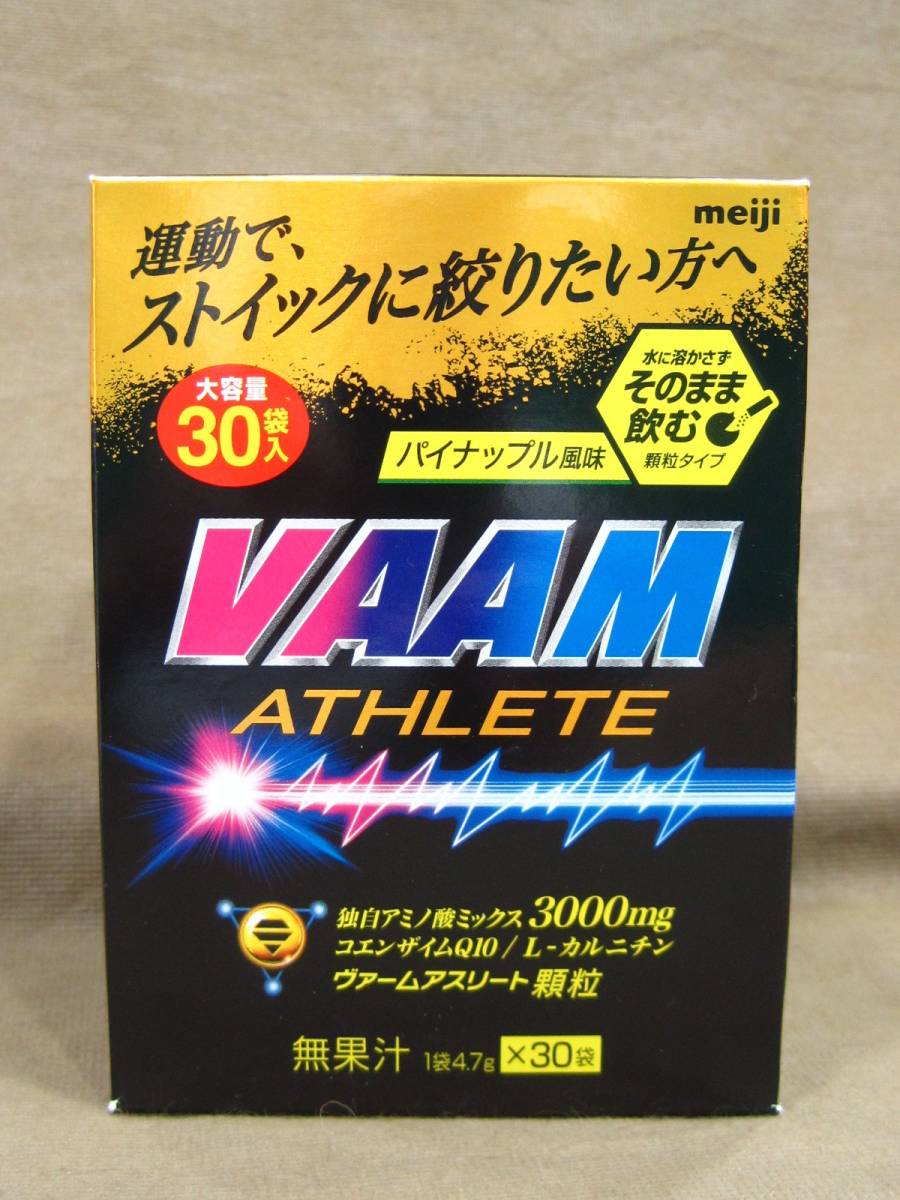 meiji
運動で、
ストイックに絞りたい方へ
大容量
30袋入
水に溶かさず
そのまま
飲む
顆粒タイプ
パイナップル風味
VAAM
ATHLETE
独自アミノ酸ミックス 3000mg
コエンザイムQ10 / L-カルニチン
ヴァームアスリート 顆粒
無果汁 1袋4.7g ×30袋